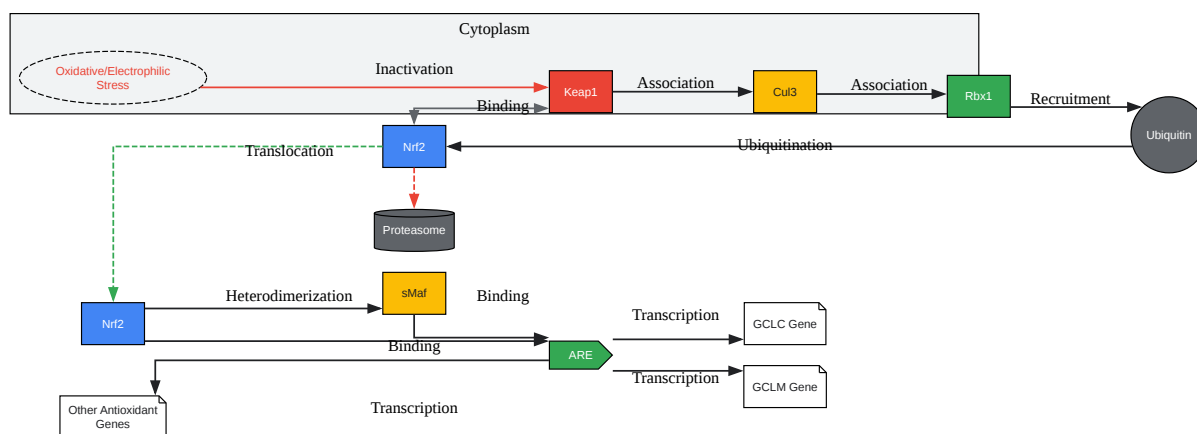 Cytoplasm
Oxidative/Electrophilic
Stress
Inactivation
Keap1
Association
Cul3
Association
Rbx1
Recruitment
Ubiquitin
Binding
Nrf2
Translocation
Ubiquitination
Proteasome
Nrf2
Heterodimerization
sMaf
Binding
Binding
ARE
Transcription
GCLC Gene
Transcription
GCLM Gene
Other Antioxidant
Genes
Transcription